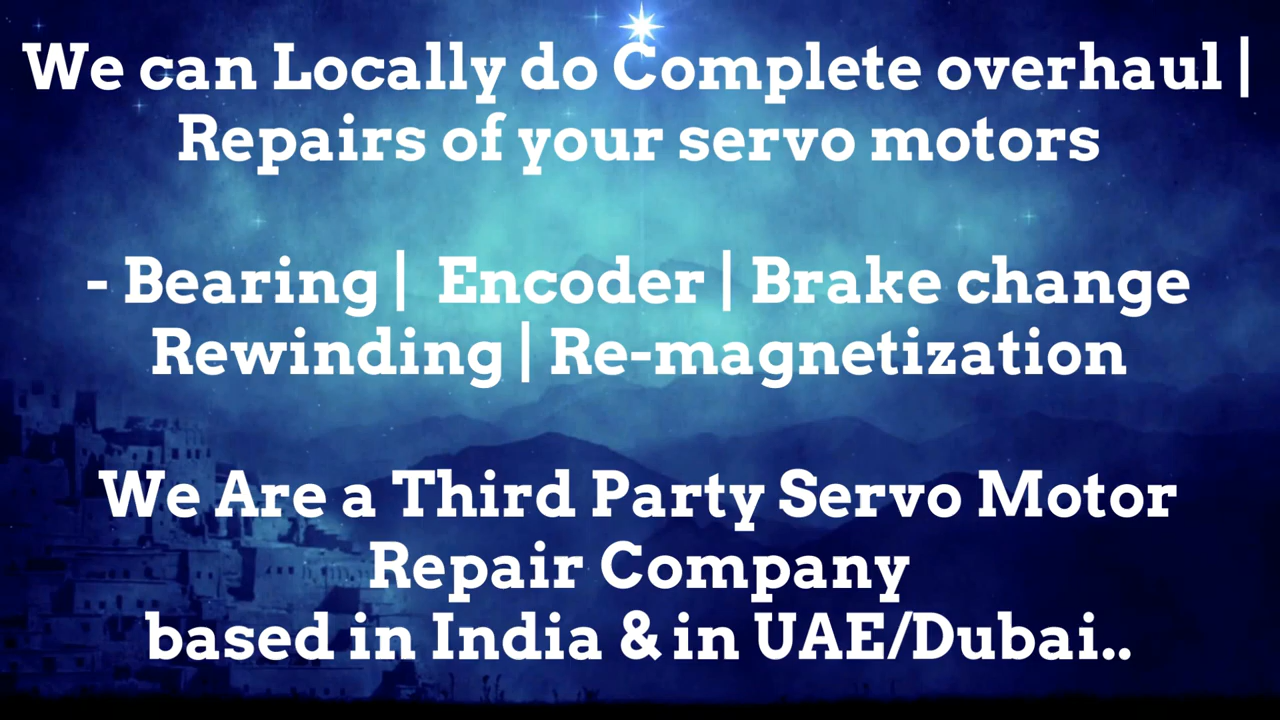 We can Locally do Complete overhaul |
Repairs of your servo motors
- Bearing | Encoder | Brake change
Rewinding | Re-magnetization
We Are a Third Party Servo Motor
Repair Company
based in India & in UAE/Dubai..